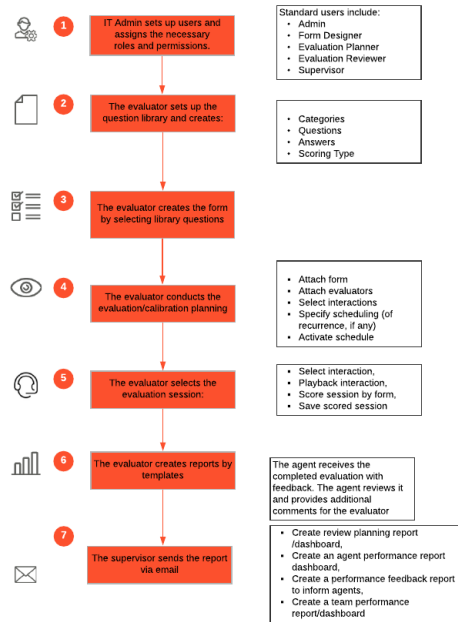 1
IT Admin sets up users and
assigns the necessary
roles and permissions.
Standard users include:
• Admin
• Form Designer
• Evaluation Planner
• Evaluation Reviewer
• Supervisor
2
The evaluator sets up the
question library and creates:
• Categories
• Questions
• Answers
• Scoring Type
3
The evaluator creates the form
by selecting library questions
4
The evaluator conducts the
evaluation/calibration planning
• Attach form
• Attach evaluators
• Select interactions
• Specify scheduling (of
recurrence, if any)
• Activate schedule
5
The evaluator selects the
evaluation session:
• Select interaction,
• Playback interaction,
• Score session by form,
• Save scored session
6
The evaluator creates reports by
templates
The agent receives the
completed evaluation with
feedback. The agent reviews it
and provides additional
comments for the evaluator
7
The supervisor sends the report
via email
• Create review planning report
/dashboard,
• Create an agent performance report
dashboard,
• Create a performance feedback report
to inform agents,
• Create a team performance
report/dashboard